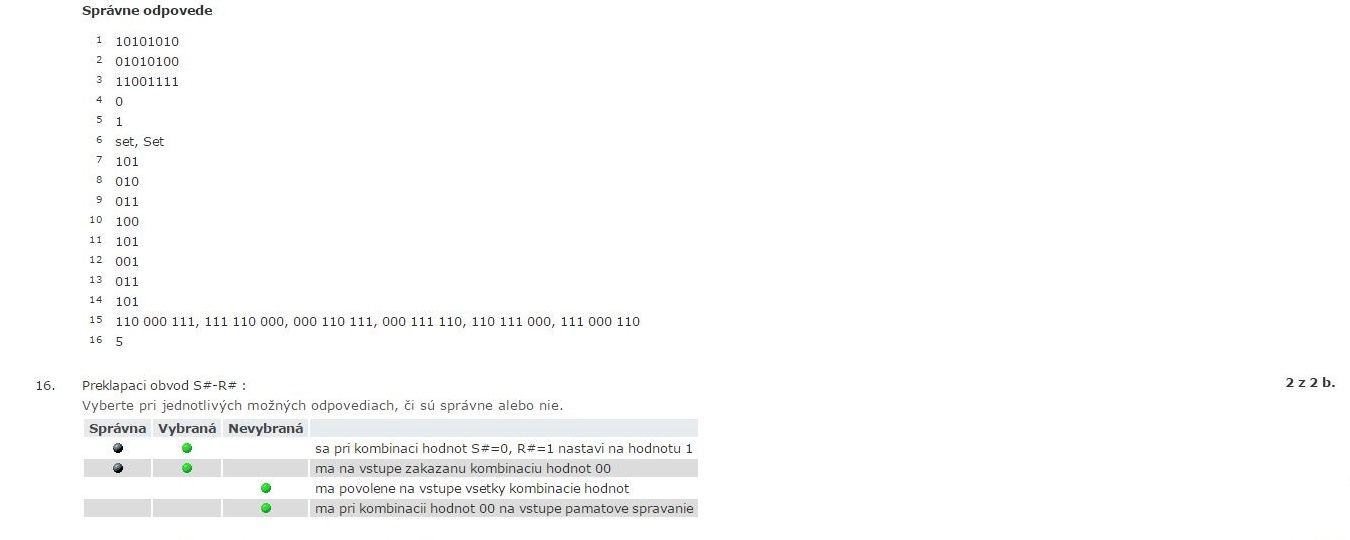 Správne odpovede
1 10101010
2 01010100
3 11001111
4 0
5 1
6 set, Set
7 101
8 010
9 011
10 100
11 101
12 001
13 011
14 101
15 110 000 111, 111 110 000, 000 110 111, 000 111 110, 110 111 000, 111 000 110
16 5
16. Preklapaci obvod S#-R# : 2 z 2 b.
Vyberte pri jednotlivých možných odpovediach, či sú správne alebo nie.
Správna Vybraná Nevybraná
sa pri kombinaci hodnot S#=0, R#=1 nastavi na hodnotu 1
ma na vstupe zakazanu kombinaciu hodnot 00
ma povolene na vstupe vsetky kombinacie hodnot
ma pri kombinacii hodnot 00 na vstupe pamatove spravanie